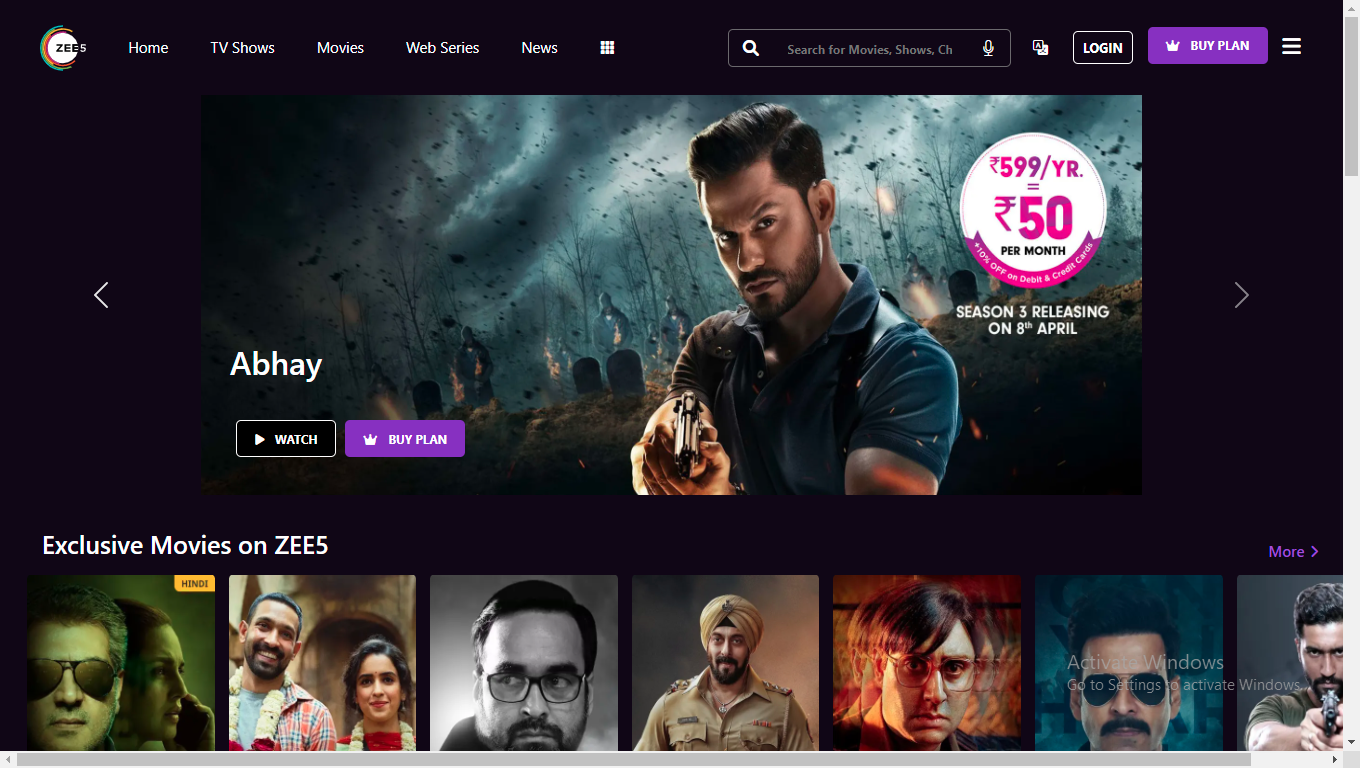 ZEE5
Home
TV Shows
Movies
Web Series
News
Search for Movies, Shows, Ch
LOGIN
BUY PLAN
₹599/YR.
=
₹50
PER MONTH
+10% OFF on Debit & Credit Cards
SEASON 3 RELEASING
ON 8th APRIL
Abhay
WATCH
BUY PLAN
Exclusive Movies on ZEE5
More
HINDI
Activate Windows
Go to Settings to activate Windows.